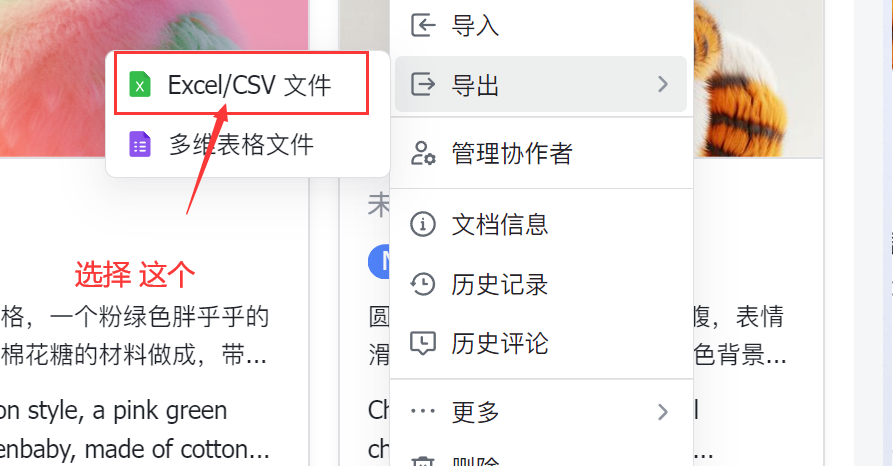 导入
Excel/CSV 文件
导出
多维表格文件
管理协作者
未
文档信息
选择 这个
历史记录
格，一个粉绿色胖乎乎的
圆
腹，表情
历史评论
棉花糖的材料做成，带...
滑
色背景...
on style, a pink green
Ch
更多
enbaby, made of cotton...
ch
...
删除